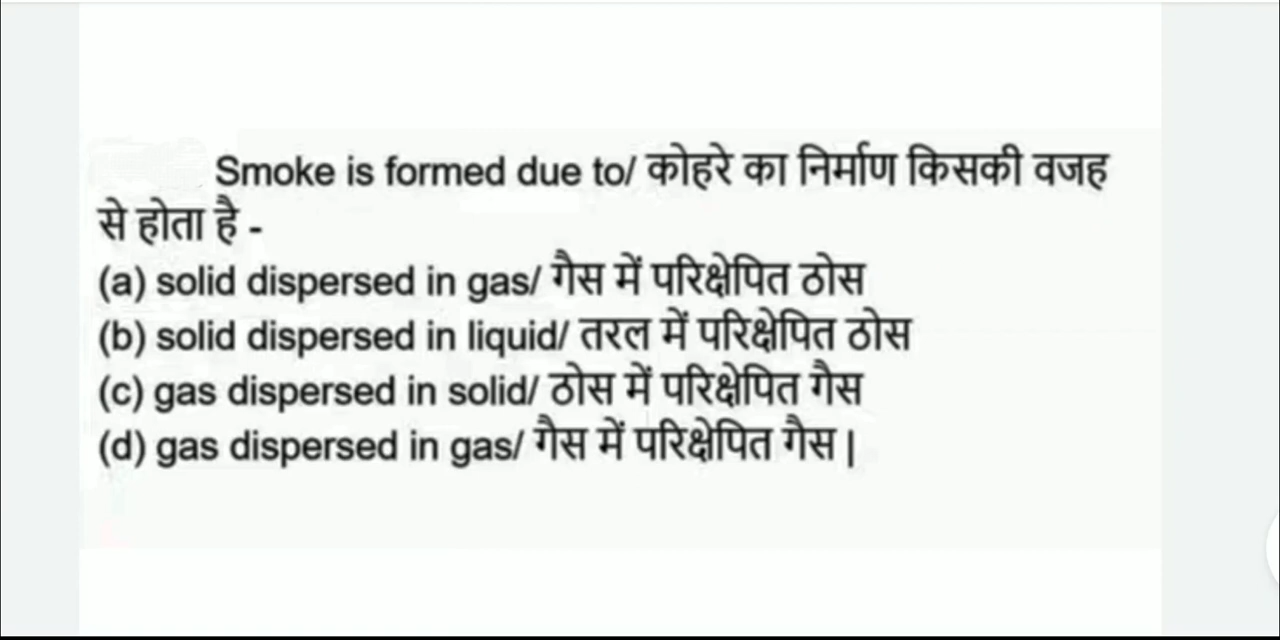 Smoke is formed due to/ कोहरे का निर्माण किसकी वजह
से होता है -
(a) solid dispersed in gas/ गैस में परिक्षेपित ठोस
(b) solid dispersed in liquid/ तरल में परिक्षेपित ठोस
(c) gas dispersed in solid/ ठोस में परिक्षेपित गैस
(d) gas dispersed in gas/ गैस में परिक्षेपित गैस |